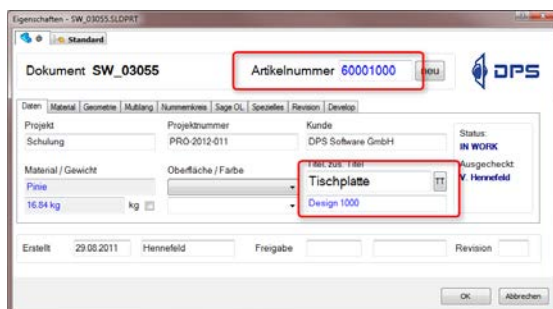 Eigenschaften - SW_03055.SLDPRT
Standard
Dokument SW_03055 Artikelnummer 60001000 neu DPS
Daten Material Geometrie Multilang Nummernkreis Sage OL Spezielles Revision Develop
Projekt Projektnummer Kunde
Schulung PRO-2012-011 DPS Software GmbH
Status:
IN WORK
Material / Gewicht Oberfläche / Farbe Titel, zus. Titel Ausgecheckt
Pinie Tischplatte TT V. Hennefeld
16.84 kg kg Design 1000
Erstellt 29.08.2011 Hennefeld Freigabe Revision
OK Abbrechen